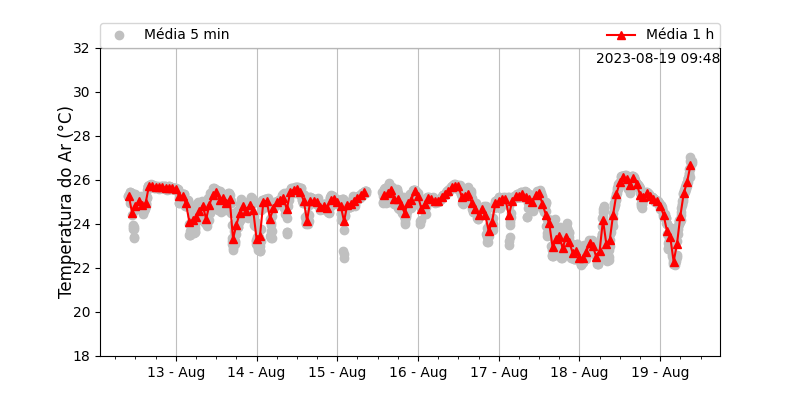 Média 5 min
Média 1 h
2023-08-19 09:48
Temperatura do Ar (°C)
32
30
28
26
24
22
20
18
13 - Aug
14 - Aug
15 - Aug
16 - Aug
17 - Aug
18 - Aug
19 - Aug